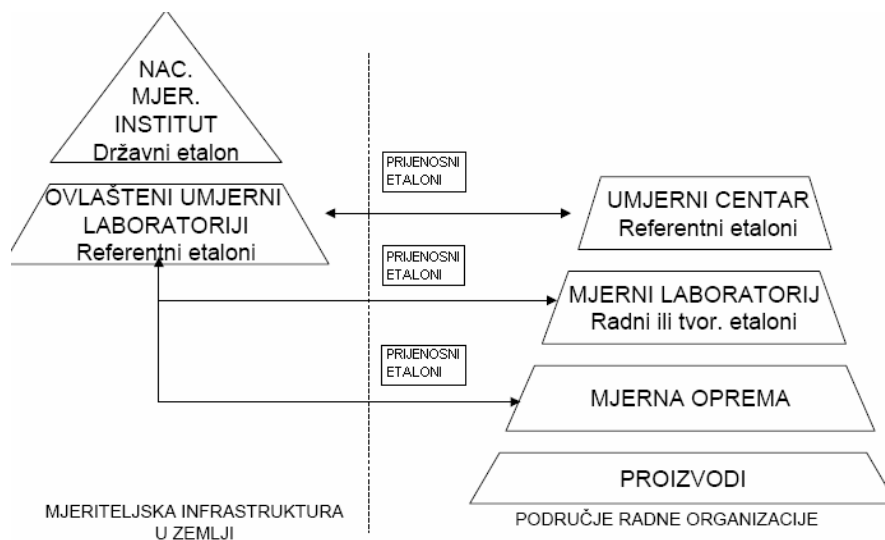 NAC.
MJER.
INSTITUT
Državni etalon
OVLAŠTENI UMJERNI
LABORATORIJI
Referentni etaloni
MJERITELJSKA INFRASTRUKTURA
U ZEMLJI
PRIJENOSNI
ETALONI
PRIJENOSNI
ETALONI
PRIJENOSNI
ETALONI
UMJERNI CENTAR
Referentni etaloni
MJERNI LABORATORIJ
Radni ili tvor. etaloni
MJERNA OPREMA
PROIZVODI
PODRUČJE RADNE ORGANIZACIJE